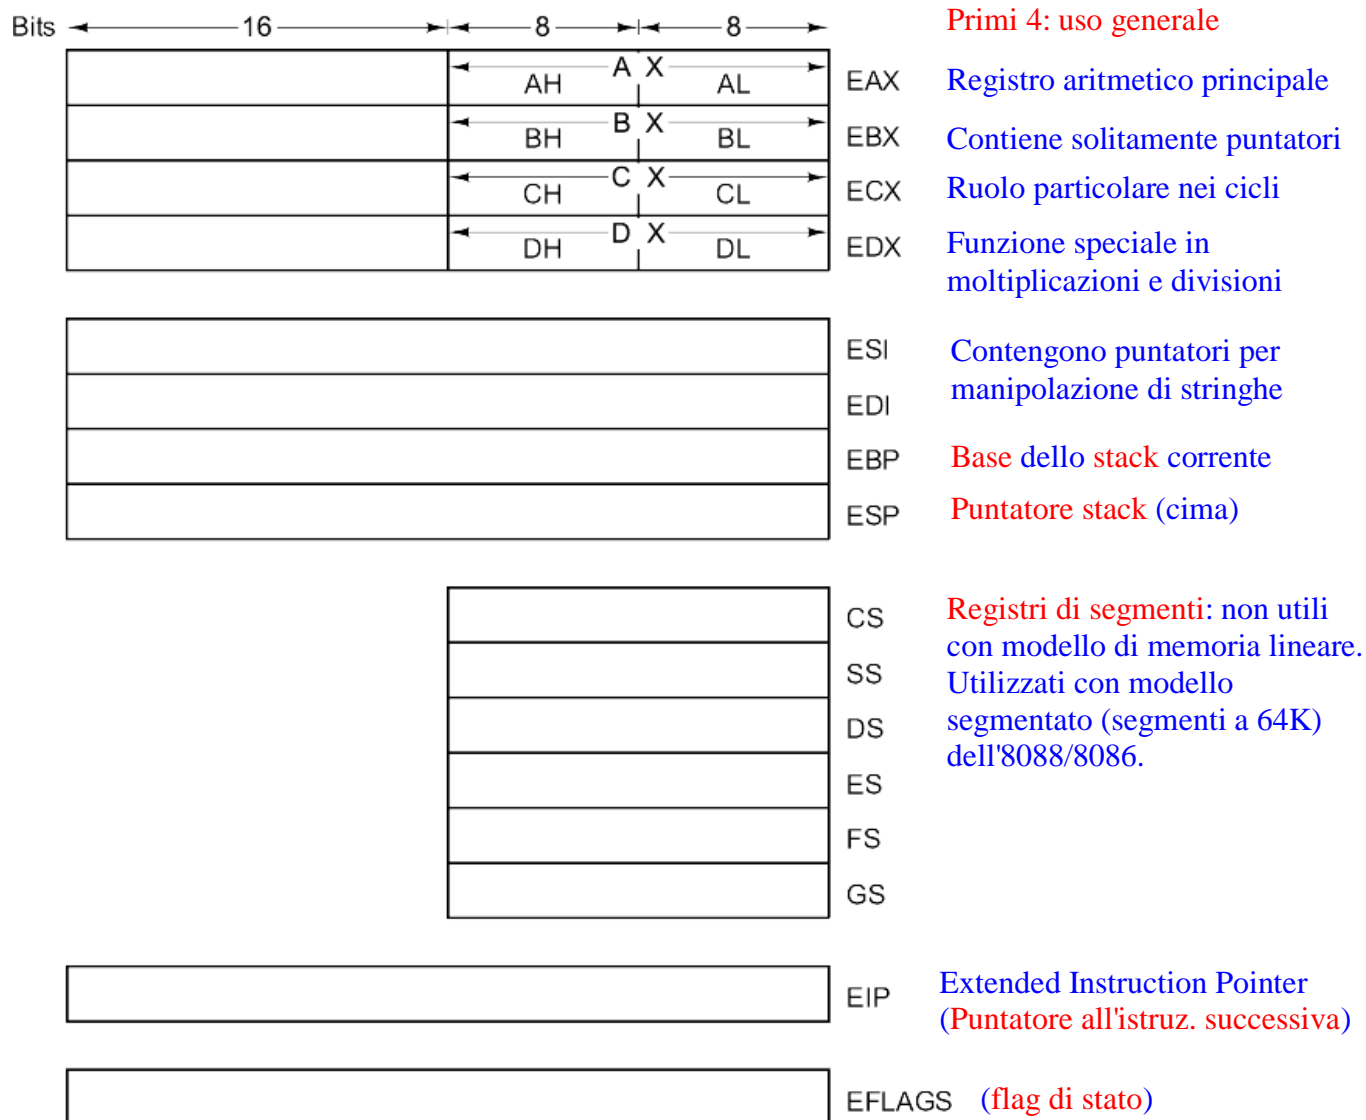 Bits 16 8 8
Primi 4: uso generale
A X
AH AL EAX Registro aritmetico principale
B X
BH BL EBX Contiene solitamente puntatori
C X
CH CL ECX Ruolo particolare nei cicli
D X
DH DL EDX Funzione speciale in
moltiplicazioni e divisioni
ESI Contengono puntatori per
manipolazione di stringhe
EDI
EBP Base dello stack corrente
ESP Puntatore stack (cima)
CS Registri di segmenti: non utili
con modello di memoria lineare.
SS Utilizzati con modello
DS segmentato (segmenti a 64K)
dell'8088/8086.
ES
FS
GS
EIP Extended Instruction Pointer
(Puntatore all'istruz. successiva)
EFLAGS (flag di stato)